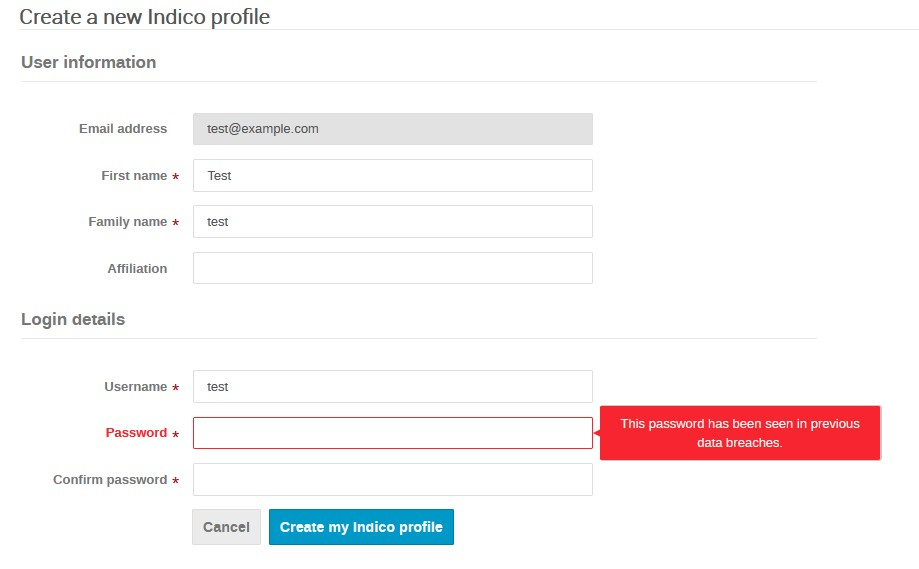 Create a new Indico profile
User information
Email address test@example.com
First name * Test
Family name * test
Affiliation
Login details
Username * test
Password *
This password has been seen in previous
data breaches.
Confirm password *
Cancel Create my Indico profile